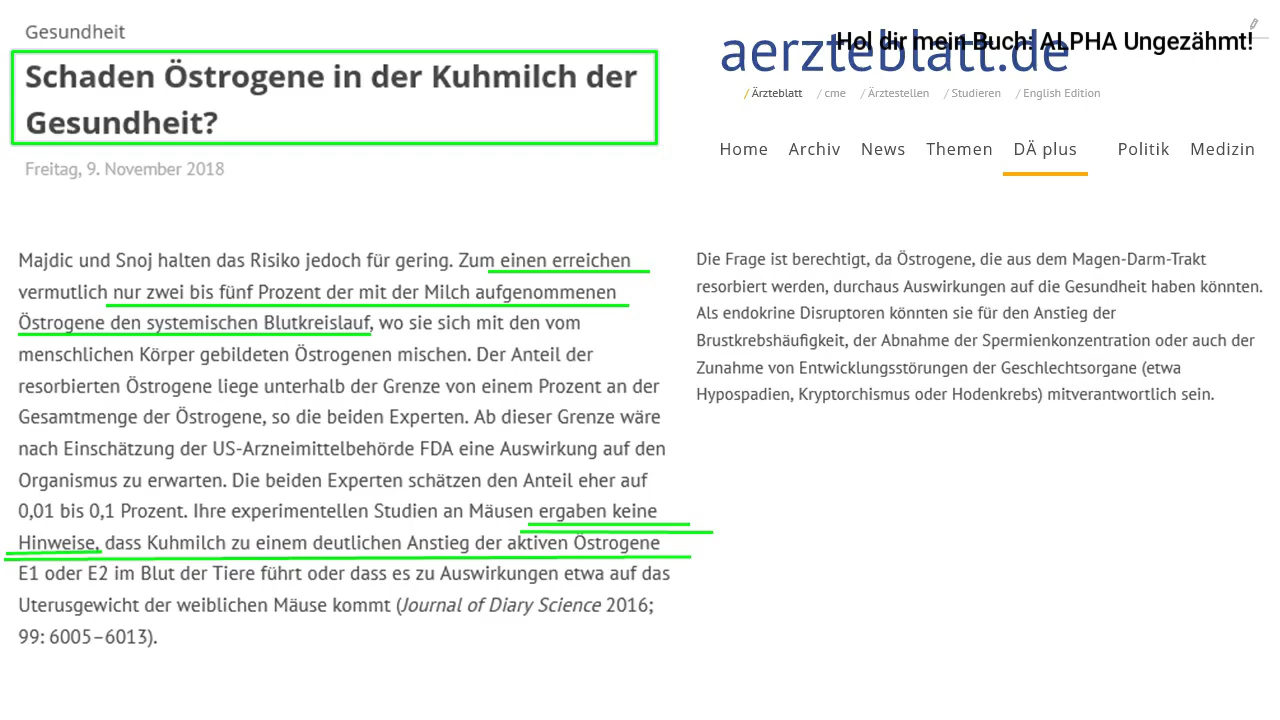 Gesundheit
Schaden Östrogene in der Kuhmilch der
Gesundheit?
Freitag, 9. November 2018
Majdic und Snoj halten das Risiko jedoch für gering. Zum einen erreichen
vermutlich nur zwei bis fünf Prozent der mit der Milch aufgenommenen
Östrogene den systemischen Blutkreislauf, wo sie sich mit den vom
menschlichen Körper gebildeten Östrogenen mischen. Der Anteil der
resorbierten Östrogene liege unterhalb der Grenze von einem Prozent an der
Gesamtmenge der Östrogene, so die beiden Experten. Ab dieser Grenze wäre
nach Einschätzung der US-Arzneimittelbehörde FDA eine Auswirkung auf den
Organismus zu erwarten. Die beiden Experten schätzen den Anteil eher auf
0,01 bis 0,1 Prozent. Ihre experimentellen Studien an Mäusen ergaben keine
Hinweise, dass Kuhmilch zu einem deutlichen Anstieg der aktiven Östrogene
E1 oder E2 im Blut der Tiere führt oder dass es zu Auswirkungen etwa auf das
Uterusgewicht der weiblichen Mäuse kommt (Journal of Diary Science 2016;
99: 6005–6013).
Hol dir mein Buch: ALPHA Ungezähmt!
aerzteblatt.de
/ Ärzteblatt / cme / Ärztestellen / Studieren / English Edition
Home Archiv News Themen DÄ plus Politik Medizin
Die Frage ist berechtigt, da Östrogene, die aus dem Magen-Darm-Trakt
resorbiert werden, durchaus Auswirkungen auf die Gesundheit haben könnten.
Als endokrine Disruptoren könnten sie für den Anstieg der
Brustkrebshäufigkeit, der Abnahme der Spermienkonzentration oder auch der
Zunahme von Entwicklungsstörungen der Geschlechtsorgane (etwa
Hypospadien, Kryptorchismus oder Hodenkrebs) mitverantwortlich sein.